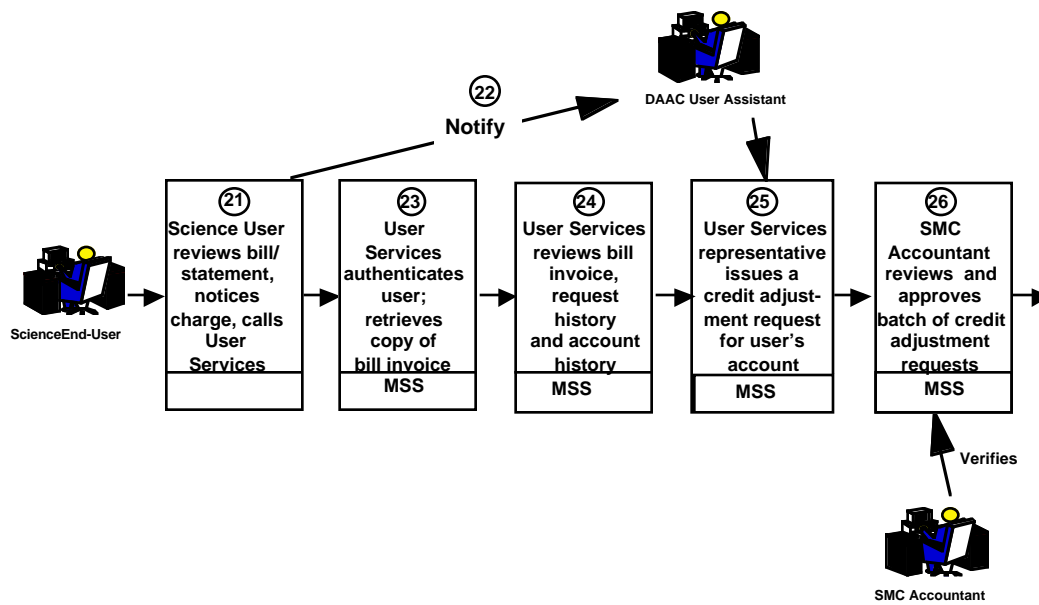 22
Notify
DAAC User Assistant
ScienceEnd-User
21
Science User
reviews bill/
statement,
notices
charge, calls
User
Services
23
User
Services
authenticates
user;
retrieves
copy of
bill invoice
MSS
24
User Services
reviews bill
invoice,
request
history
and account
history
MSS
25
User Services
representative
issues a
credit adjust-
ment request
for user's
account
MSS
26
SMC
Accountant
reviews and
approves
batch of credit
adjustment
requests
MSS
Verifies
SMC Accountant